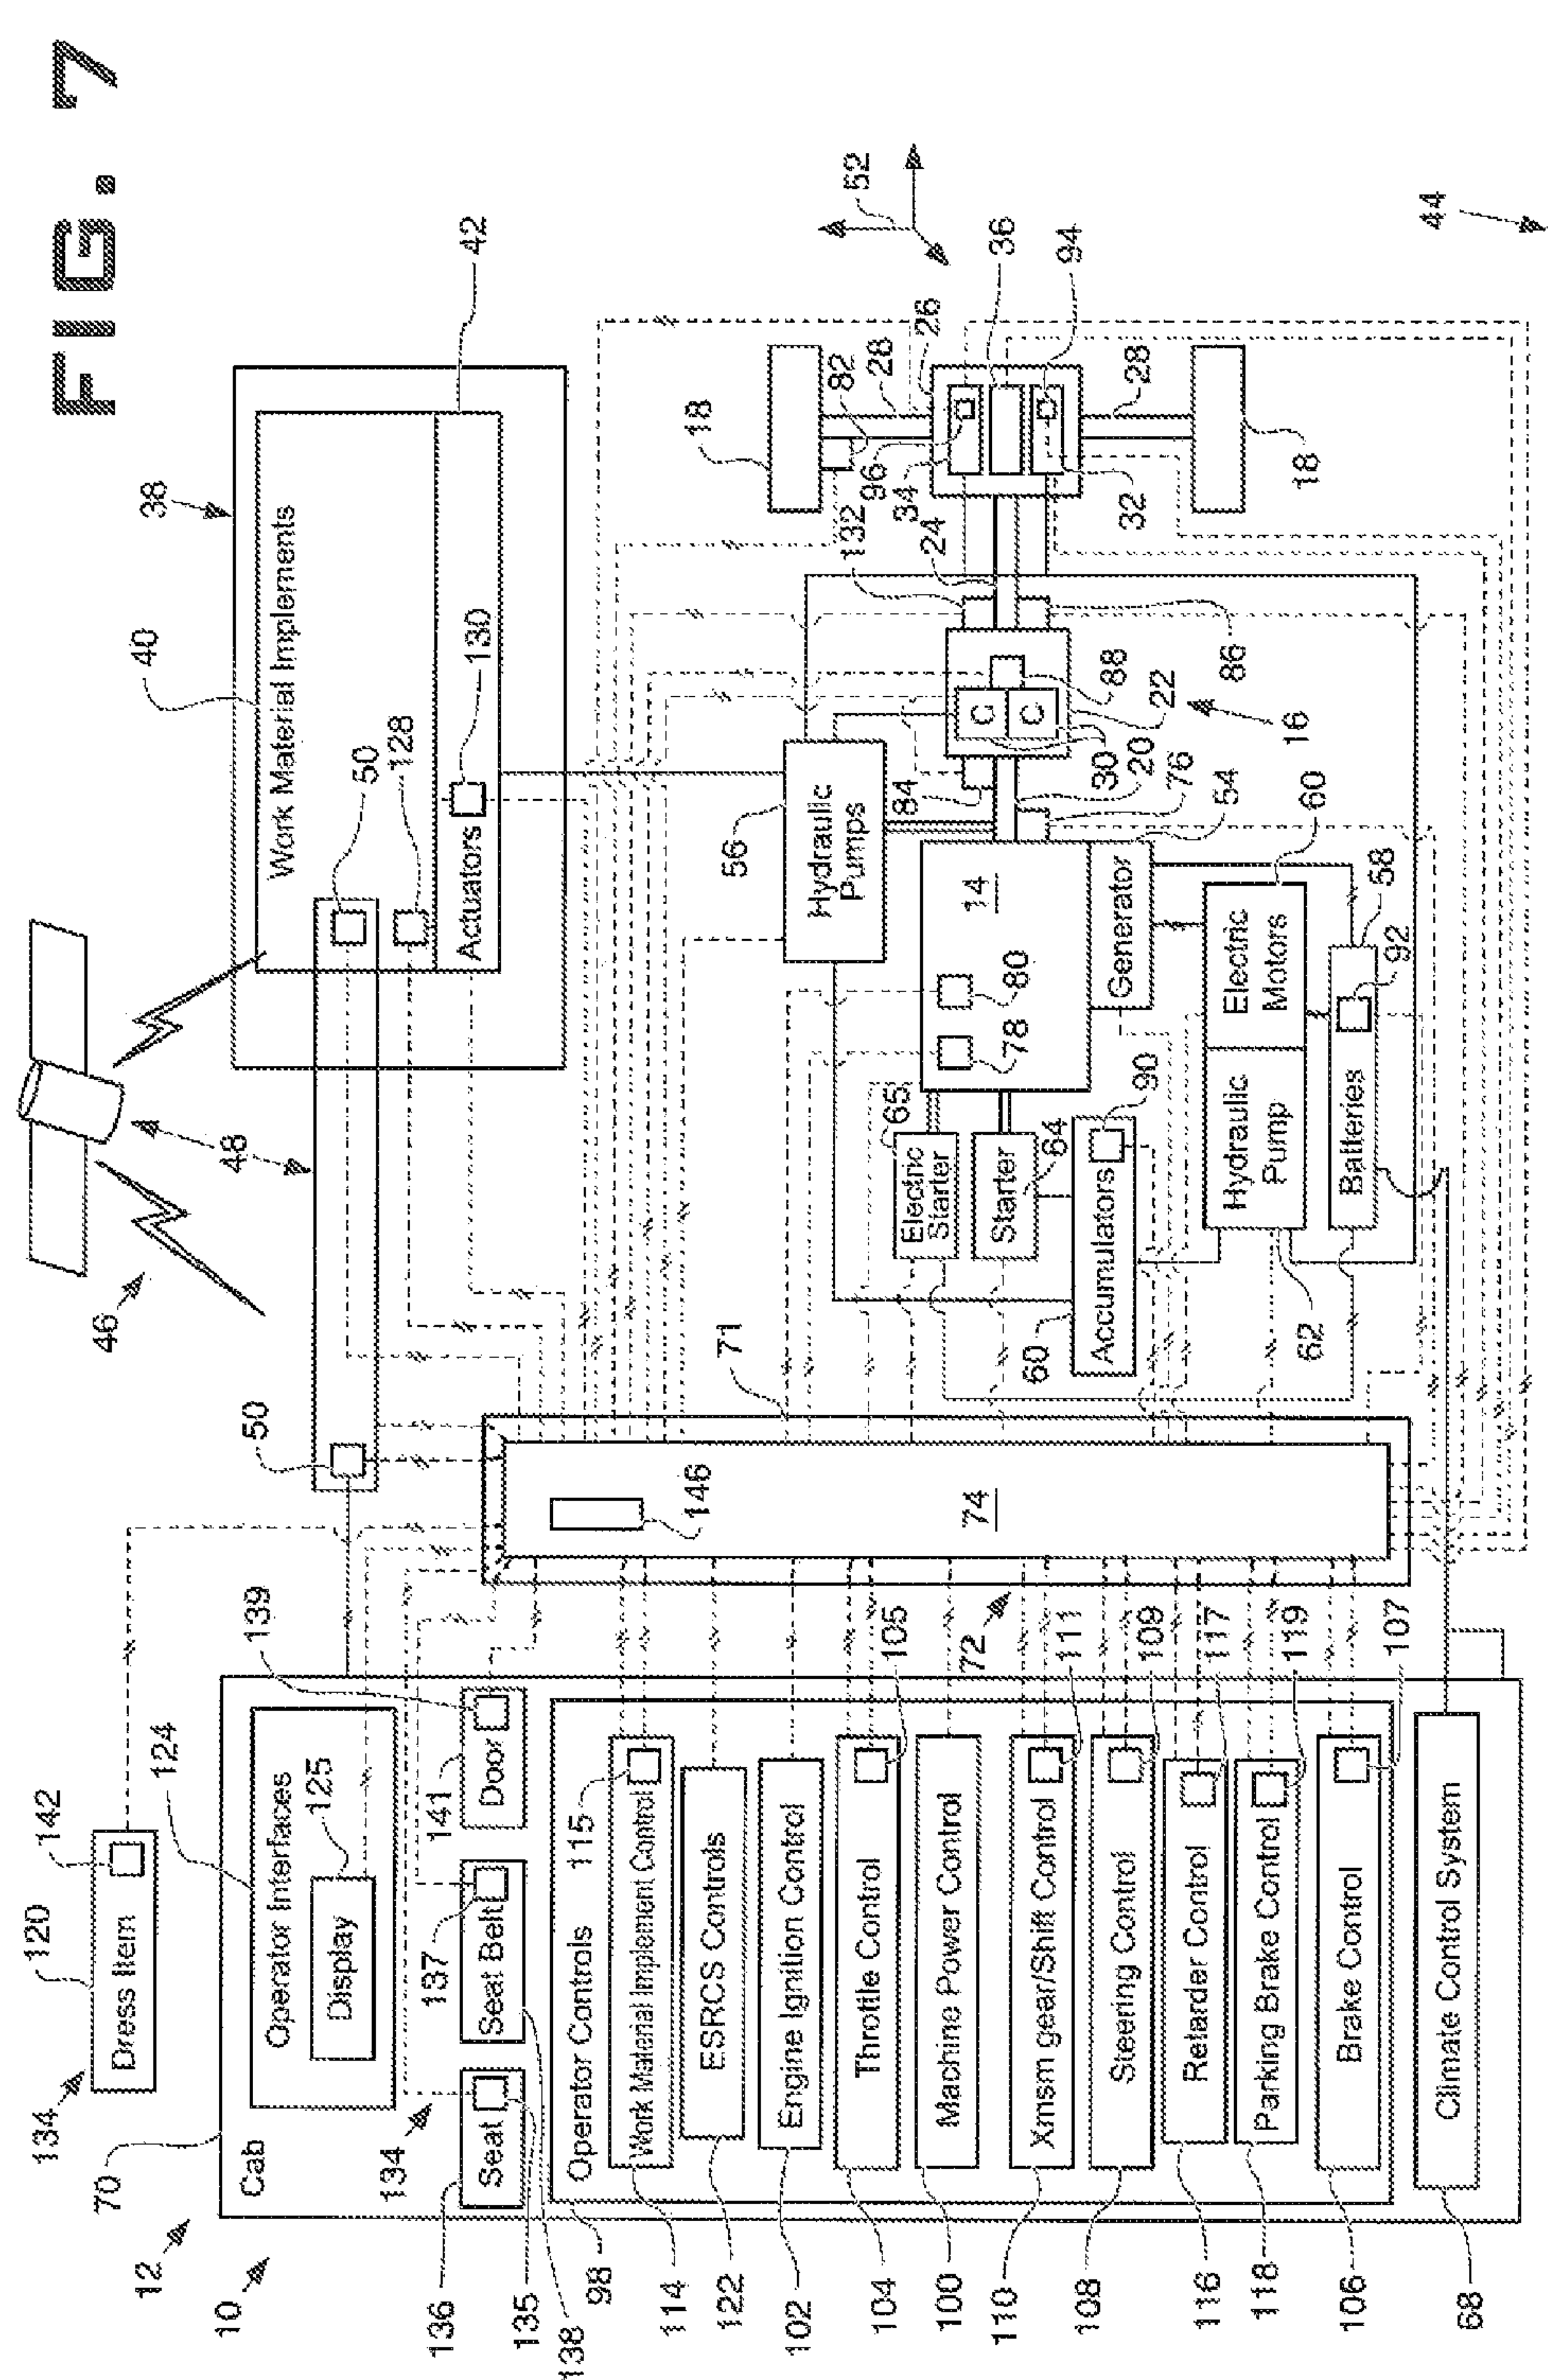 FIG. 7
10
12
70
134
120
Dress Item
142
124
Cab
Operator Interfaces
Display
125
139
141
Door
137
Seat Belt
134
Seat
136
135
138
98
Operator Controls
115
Work Material Implement Control
114
ESRCS Controls
122
Engine Ignition Control
102
Throttle Control
104
105
Machine Power Control
100
Xmsm gear/Shift Control
110
111
Steering Control
108
109
Retarder Control
116
117
Parking Brake Control
118
119
Brake Control
106
107
Climate Control System
68
72
71
74
146
46
48
50
50
38
40
Work Material Implements
128
Actuators
130
42
52
44
56
Hydraulic
Pumps
14
78
80
Generator
54
65
Electric
Starter
Starter
64
60
Accumulators
90
Hydraulic
Pump
62
Electric
Motors
60
Batteries
58
92
76
20
30
84
C
C
22
88
16
86
132
24
18
82
28
26
96
34
36
94
32
28
18